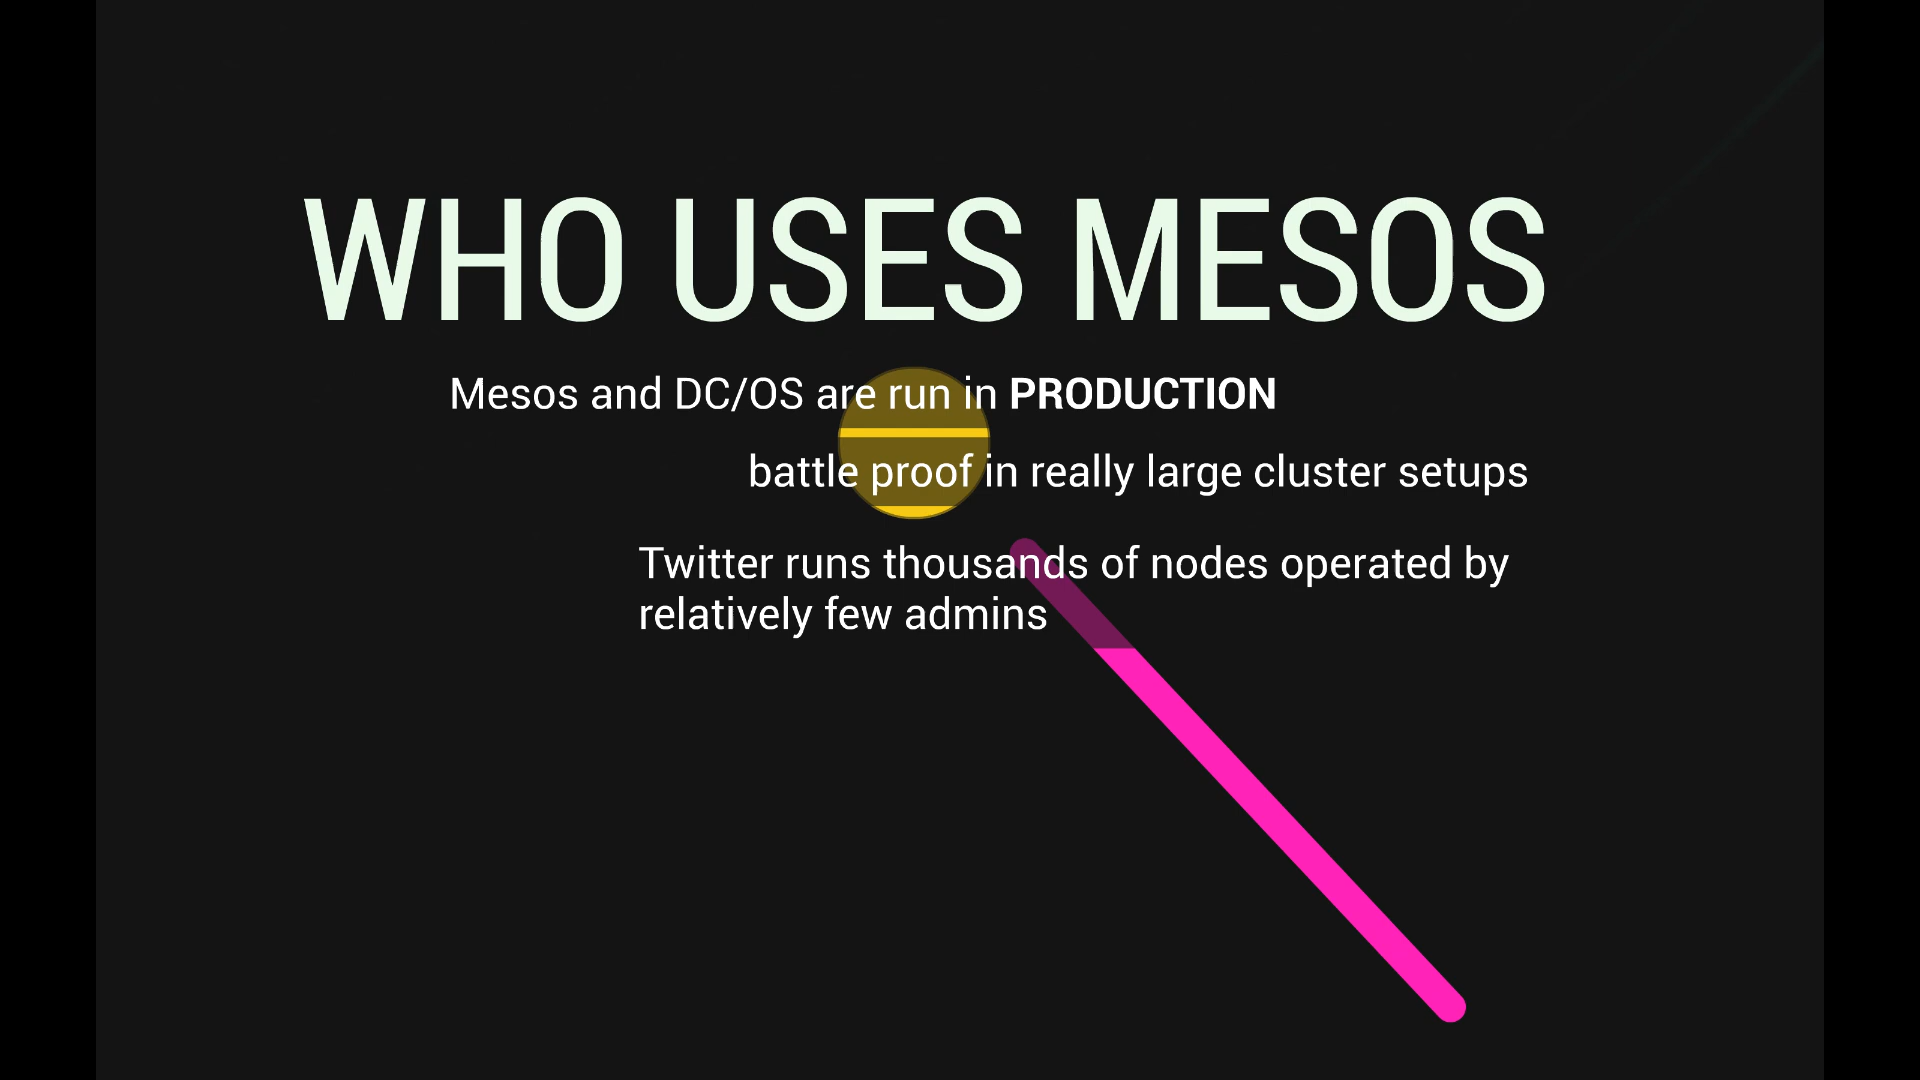 WHO USES MESOS
Mesos and DC/OS are run in PRODUCTION
battle proof in really large cluster setups
Twitter runs thousands of nodes operated by
relatively few admins